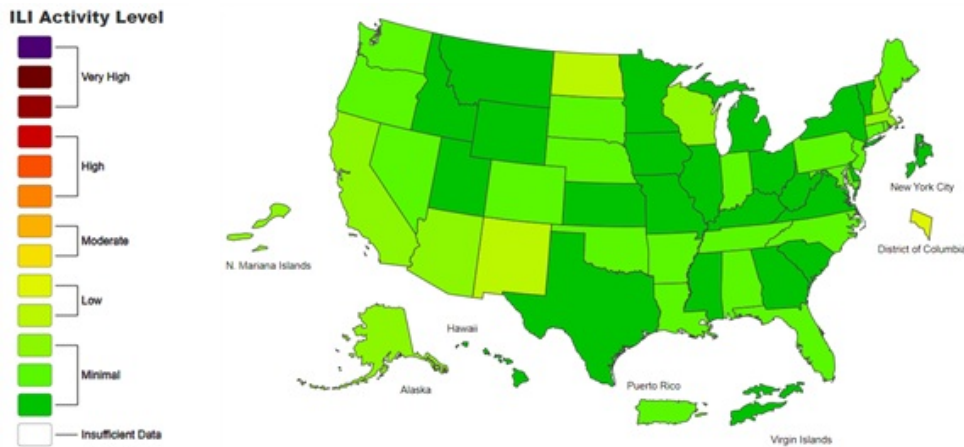 ILI Activity Level
Very High
High
Moderate
Low
Minimal
Insufficient Data
New York City
District of Columbia
N. Mariana Islands
Hawaii
Alaska
Puerto Rico
Virgin Islands